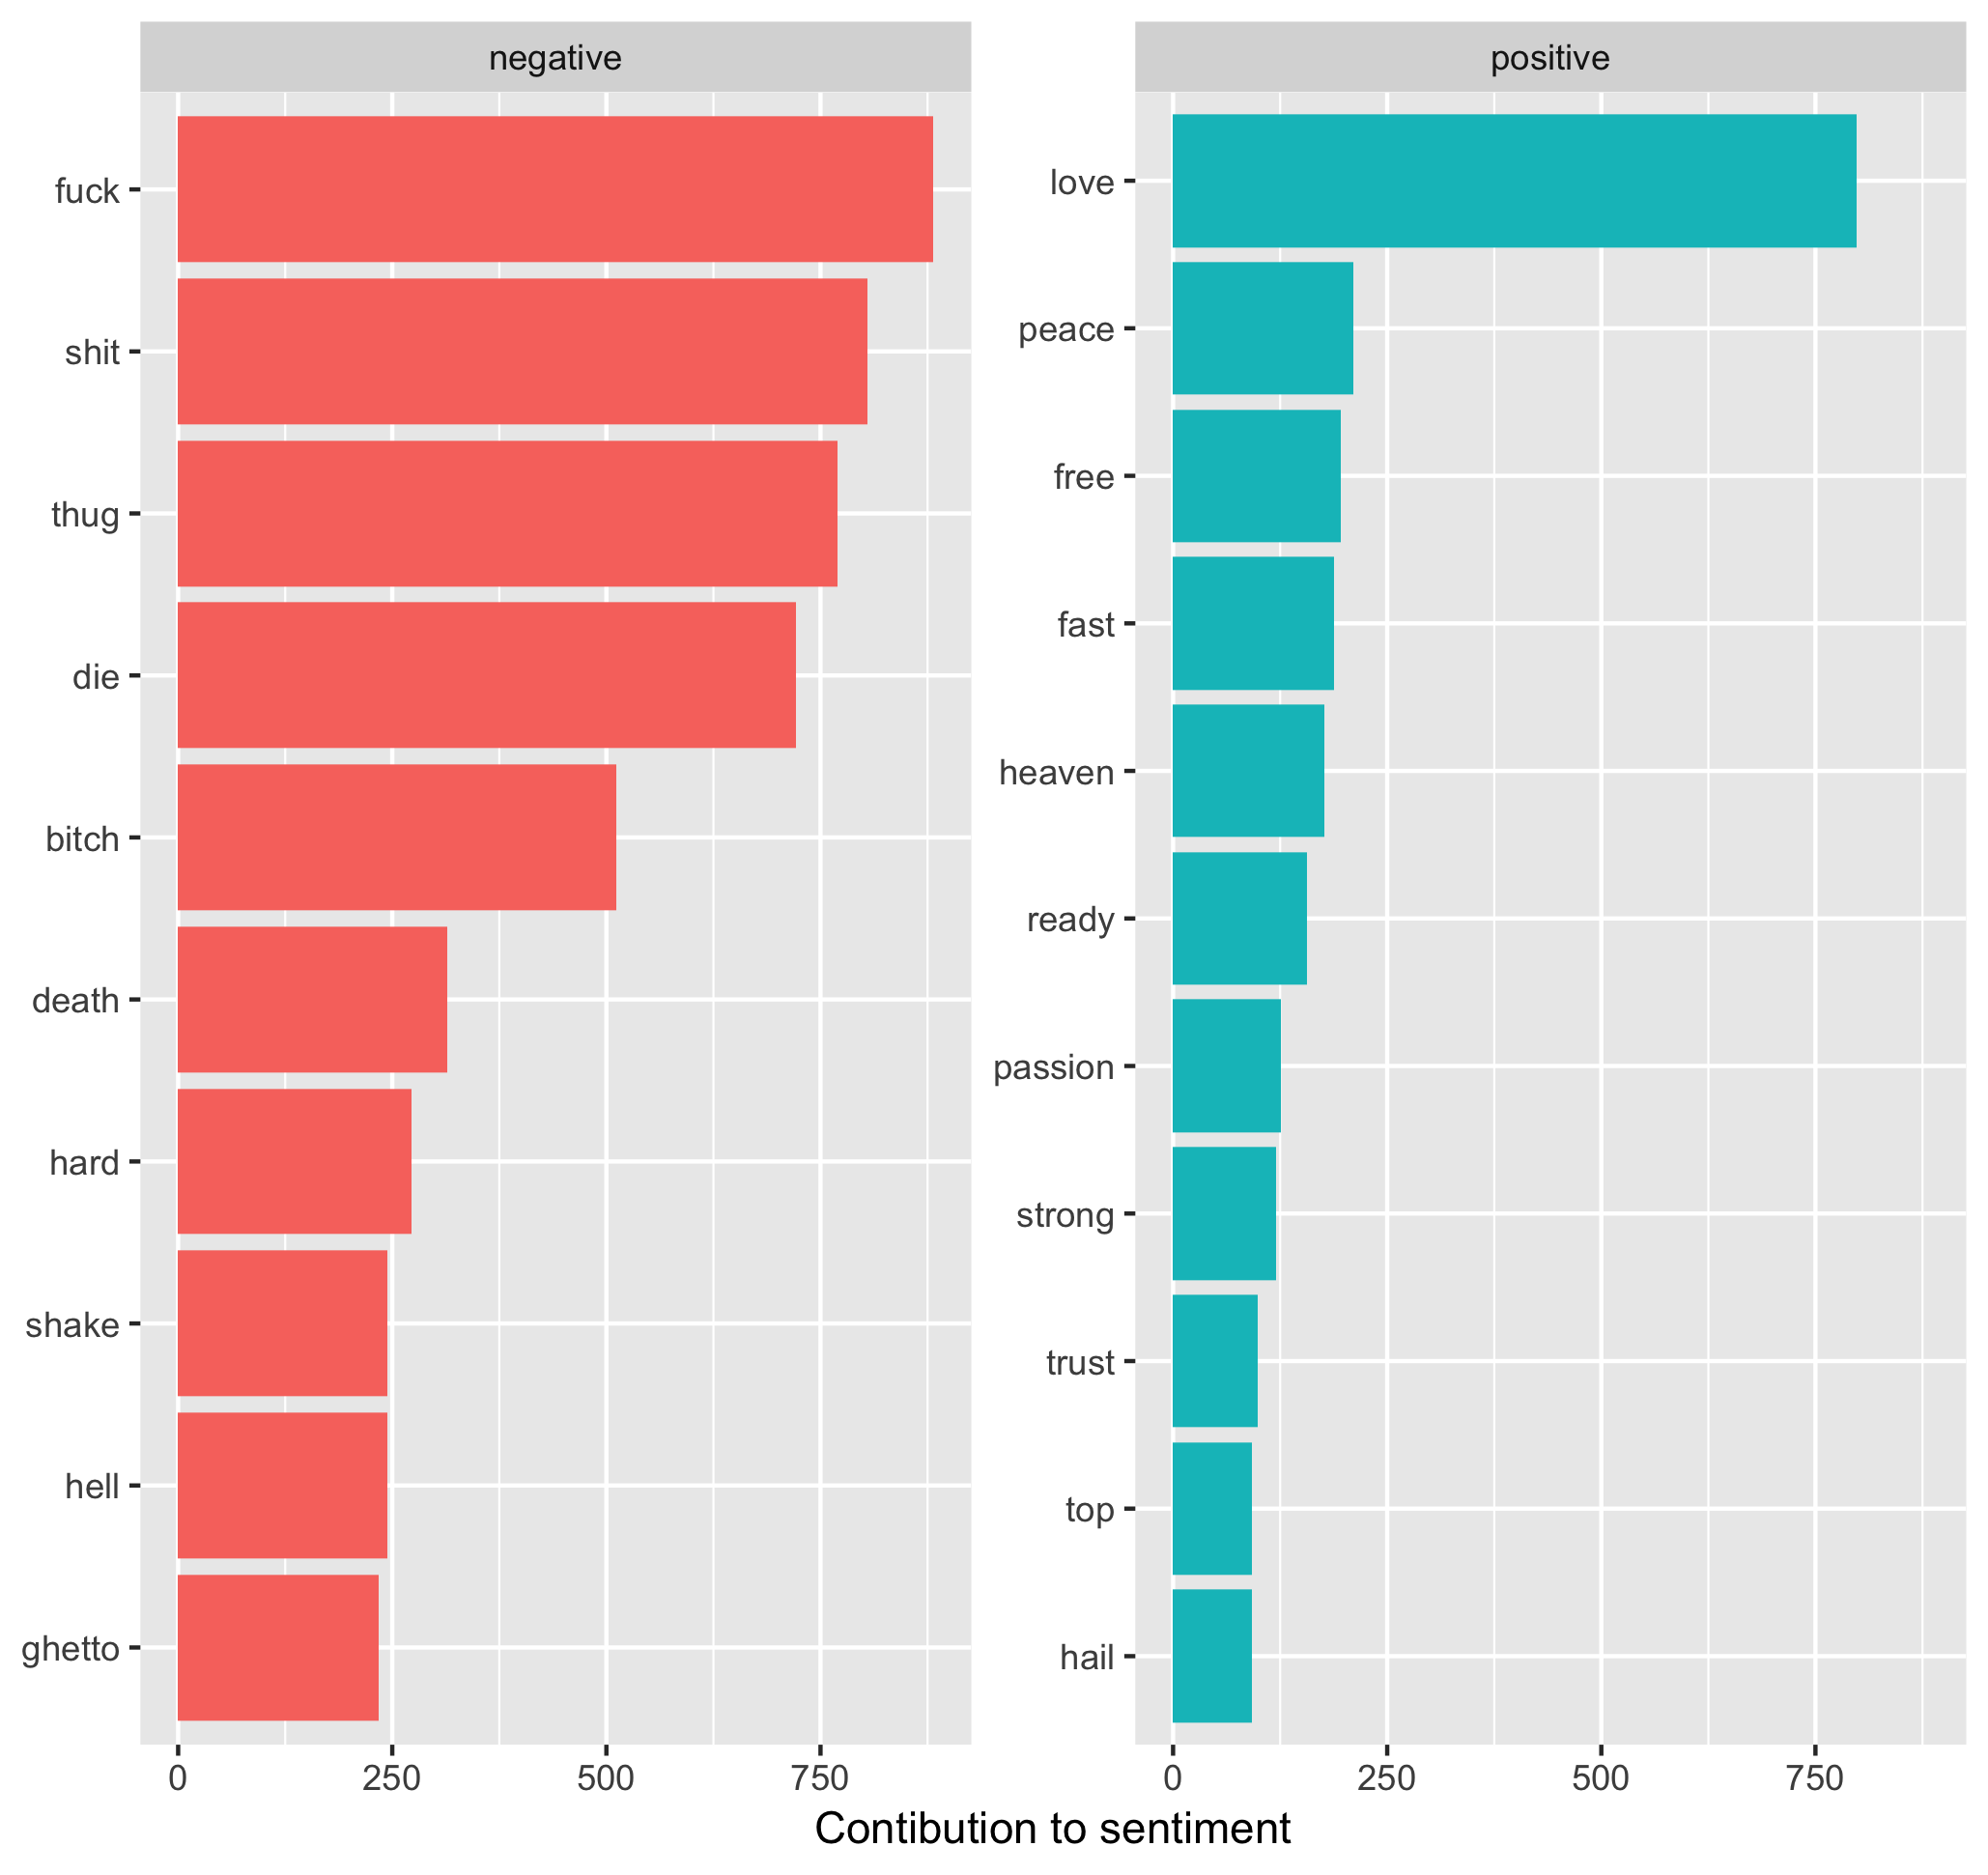 negative
fuck
shit
thug
die
bitch
death
hard
shake
hell
ghetto
0 250 500 750
positive
love
peace
free
fast
heaven
ready
passion
strong
trust
top
hail
0 250 500 750
Contibution to sentiment